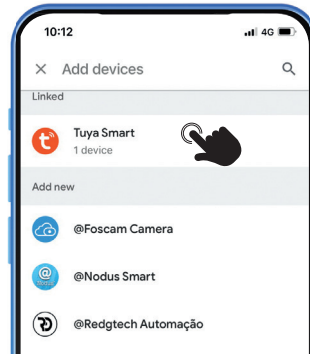 10:12 4G
× Add devices
Linked
Tuya Smart
1 device
Add new
@Foscam Camera
@Nodus Smart
@Redgtech Automação